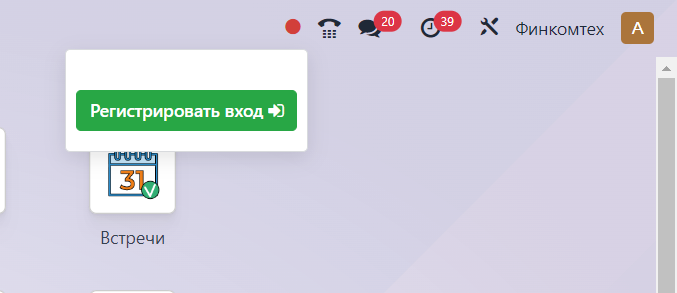 20
39
Финкомтех
A
Регистрировать вход
31
Встречи